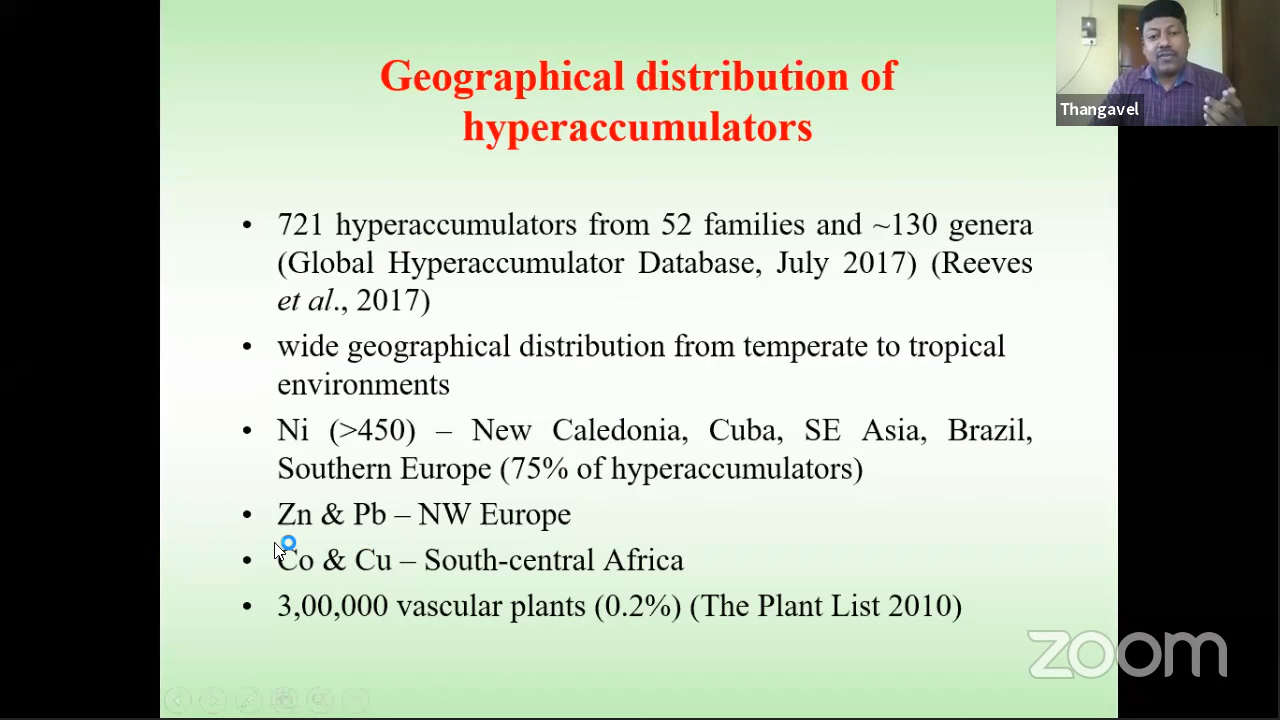 Geographical distribution of
hyperaccumulators
Thangavel
• 721 hyperaccumulators from 52 families and ~130 genera
(Global Hyperaccumulator Database, July 2017) (Reeves
et al., 2017)
• wide geographical distribution from temperate to tropical
environments
• Ni (>450) – New Caledonia, Cuba, SE Asia, Brazil,
Southern Europe (75% of hyperaccumulators)
• Zn & Pb – NW Europe
• Co & Cu – South-central Africa
• 3,00,000 vascular plants (0.2%) (The Plant List 2010)
zoom